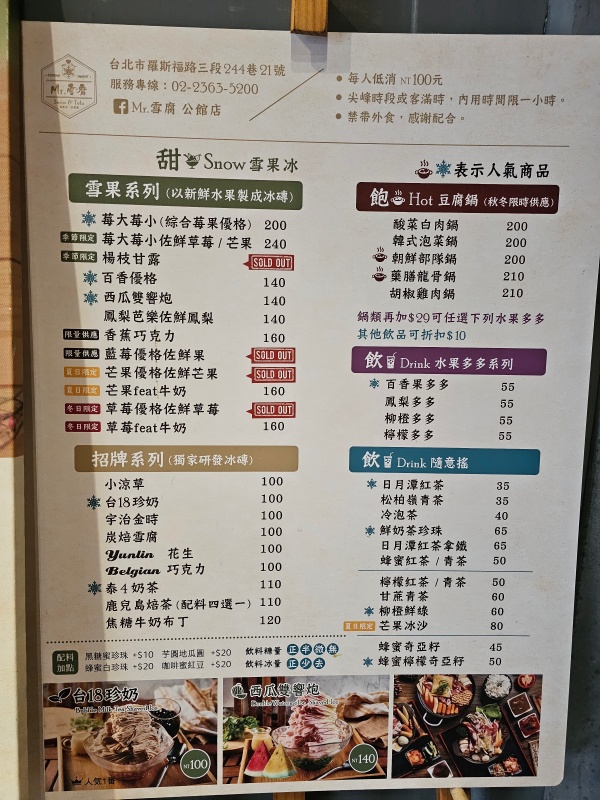 Mr.雪腐
Snow & Tofu
台北市羅斯福路三段244巷21號
服務專線：02-2363-5200
Mr.雪腐 公館店
● 每人低消 NT100元
● 尖峰時段或客滿時，內用時間限一小時。
● 禁帶外食，感謝配合。
甜 Snow 雪果冰
雪果系列 (以新鮮水果製成冰磚)
莓大莓小(綜合莓果優格) 200
季節限定 莓大莓小佐鮮草莓/芒果 240
季節限定 楊枝甘露 SOLD OUT
百香優格 140
西瓜雙響炮 140
鳳梨芭樂佐鮮鳳梨 140
限量供應 香蕉巧克力 160
限量供應 藍莓優格佐鮮果 SOLD OUT
夏日限定 芒果優格佐鮮芒果 SOLD OUT
夏日限定 芒果feat牛奶 160
冬日限定 草莓優格佐鮮草莓 SOLD OUT
冬日限定 草莓feat牛奶 160
招牌系列 (獨家研發冰磚)
小涼草 100
台18珍奶 100
宇治金時 100
炭焙雪腐 100
Yunlin 花生 100
Belgian 巧克力 100
泰4奶茶 110
鹿兒島焙茶(配料四選一) 110
焦糖牛奶布丁 120
配料加點
黑糖蜜珍珠 +$10 芋圓地瓜圓 +$20
蜂蜜白珍珠 +$20 咖啡蜜紅豆 +$20
飲料糖量 正 半 微 無
飲料冰量 正 少 去
表示人氣商品
飽 Hot 豆腐鍋 (秋冬限時供應)
酸菜白肉鍋 200
韓式泡菜鍋 200
朝鮮部隊鍋 200
藥膳龍骨鍋 210
胡椒雞肉鍋 210
鍋類再加$29可任選下列水果多多
其他飲品可折扣$10
飲 Drink 水果多多系列
百香果多多 55
鳳梨多多 55
柳橙多多 55
檸檬多多 55
飲 Drink 隨意搖
日月潭紅茶 35
松柏嶺青茶 35
冷泡茶 40
鮮奶茶珍珠 65
日月潭紅茶拿鐵 65
蜂蜜紅茶/青茶 50
檸檬紅茶/青茶 50
甘蔗青茶 60
柳橙鮮綠 60
夏日限定 芒果冰沙 80
蜂蜜奇亞籽 45
蜂蜜檸檬奇亞籽 50
台18珍奶
Bubble Milk Tea Shaved Ice
人氣1番
NT100
西瓜雙響炮
Double Watermelon Shaved Ice
NT140